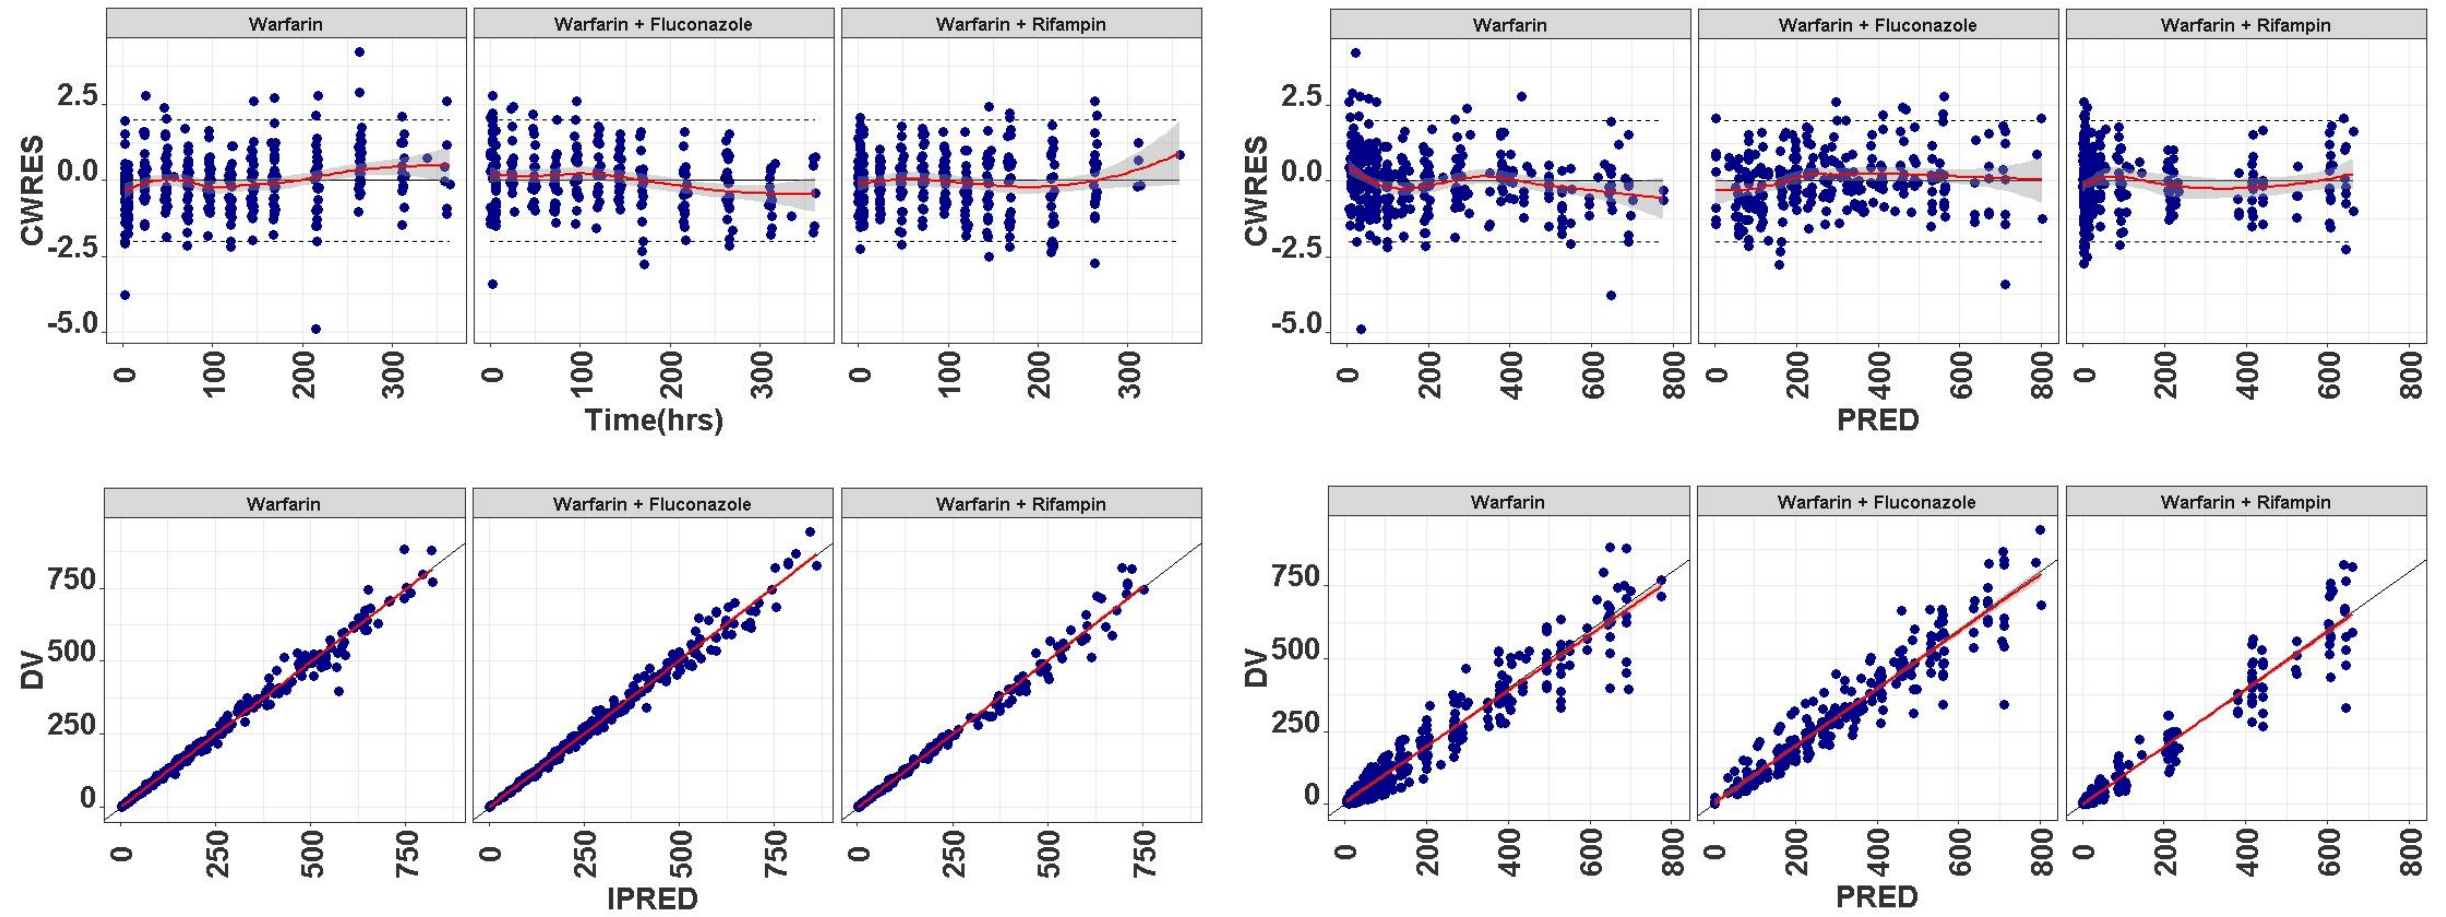 Warfarin Warfarin + Fluconazole Warfarin + Rifampin
CWRES
2.5
0.0
-2.5
-5.0
0 100 200 300 0 100 200 300 0 100 200 300
Time(hrs)
Warfarin Warfarin + Fluconazole Warfarin + Rifampin
CWRES
2.5
0.0
-2.5
-5.0
0 200 400 600 800 0 200 400 600 800 0 200 400 600 800
PRED
Warfarin Warfarin + Fluconazole Warfarin + Rifampin
DV
750
500
250
0
0 250 500 750 0 250 500 750 0 250 500 750
IPRED
Warfarin Warfarin + Fluconazole Warfarin + Rifampin
DV
750
500
250
0
0 200 400 600 800 0 200 400 600 800 0 200 400 600 800
PRED